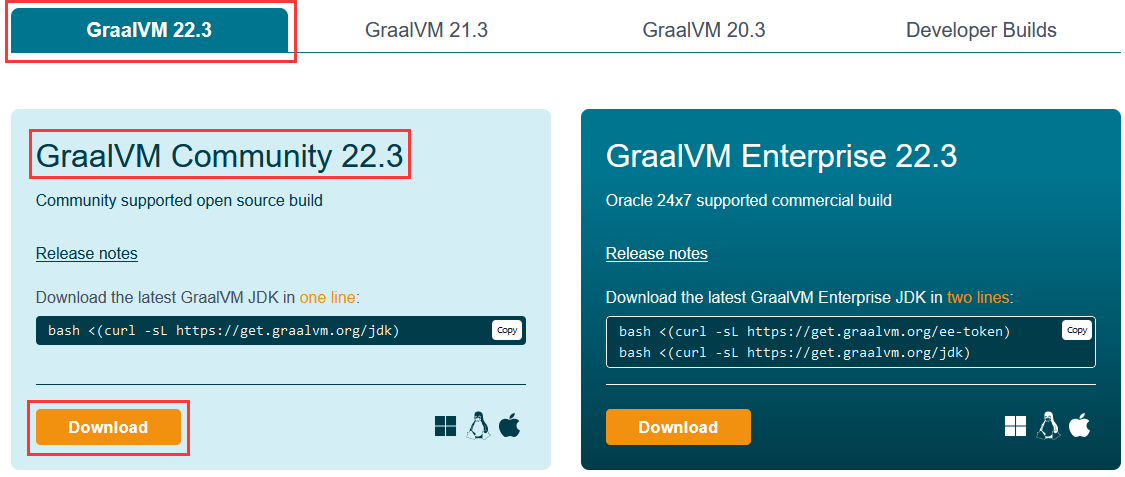 GraalVM 22.3
GraalVM 21.3
GraalVM 20.3
Developer Builds
GraalVM Community 22.3
Community supported open source build
Release notes
Download the latest GraalVM JDK in one line:
bash <(curl -sL https://get.graalvm.org/jdk)
Copy
Download
GraalVM Enterprise 22.3
Oracle 24x7 supported commercial build
Release notes
Download the latest GraalVM Enterprise JDK in two lines:
bash <(curl -sL https://get.graalvm.org/ee-token)
bash <(curl -sL https://get.graalvm.org/jdk)
Copy
Download